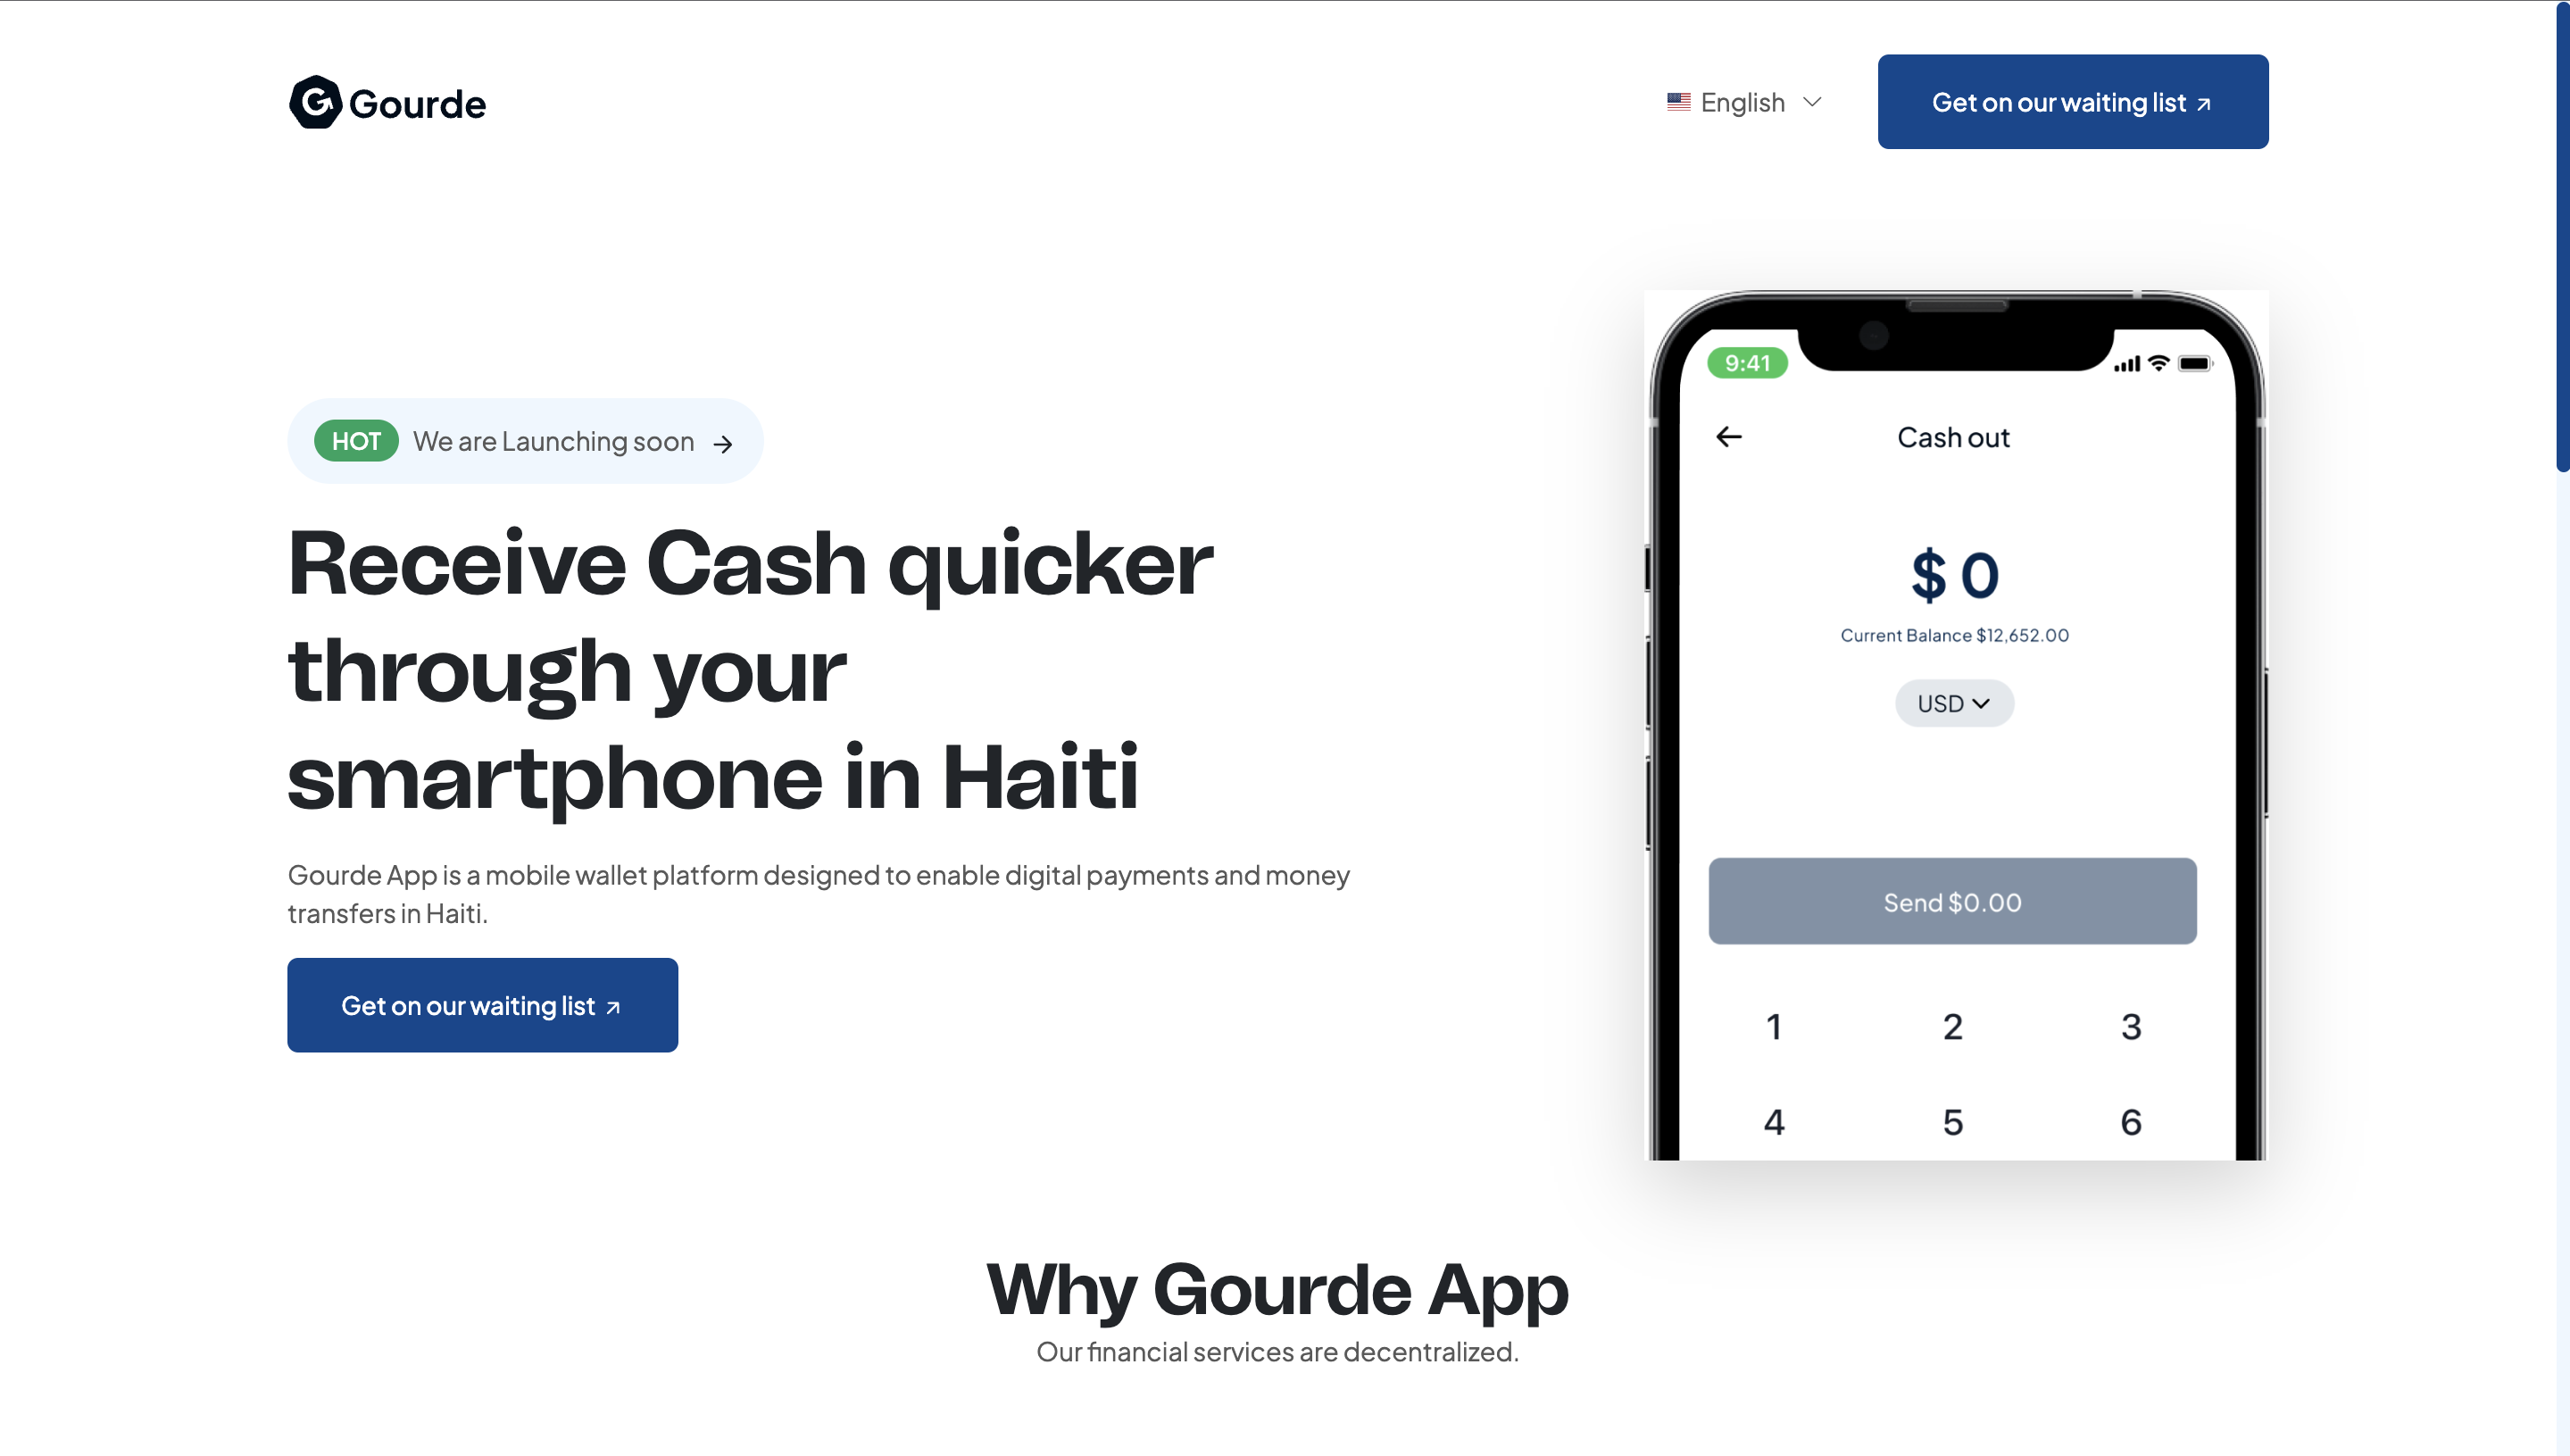 Gourde
English
Get on our waiting list ↗
HOT We are Launching soon →
Receive Cash quicker
through your
smartphone in Haiti
Gourde App is a mobile wallet platform designed to enable digital payments and money
transfers in Haiti.
Get on our waiting list ↗
9:41
Cash out
$ 0
Current Balance $12,652.00
USD
Send $0.00
1 2 3
4 5 6
Why Gourde App
Our financial services are decentralized.